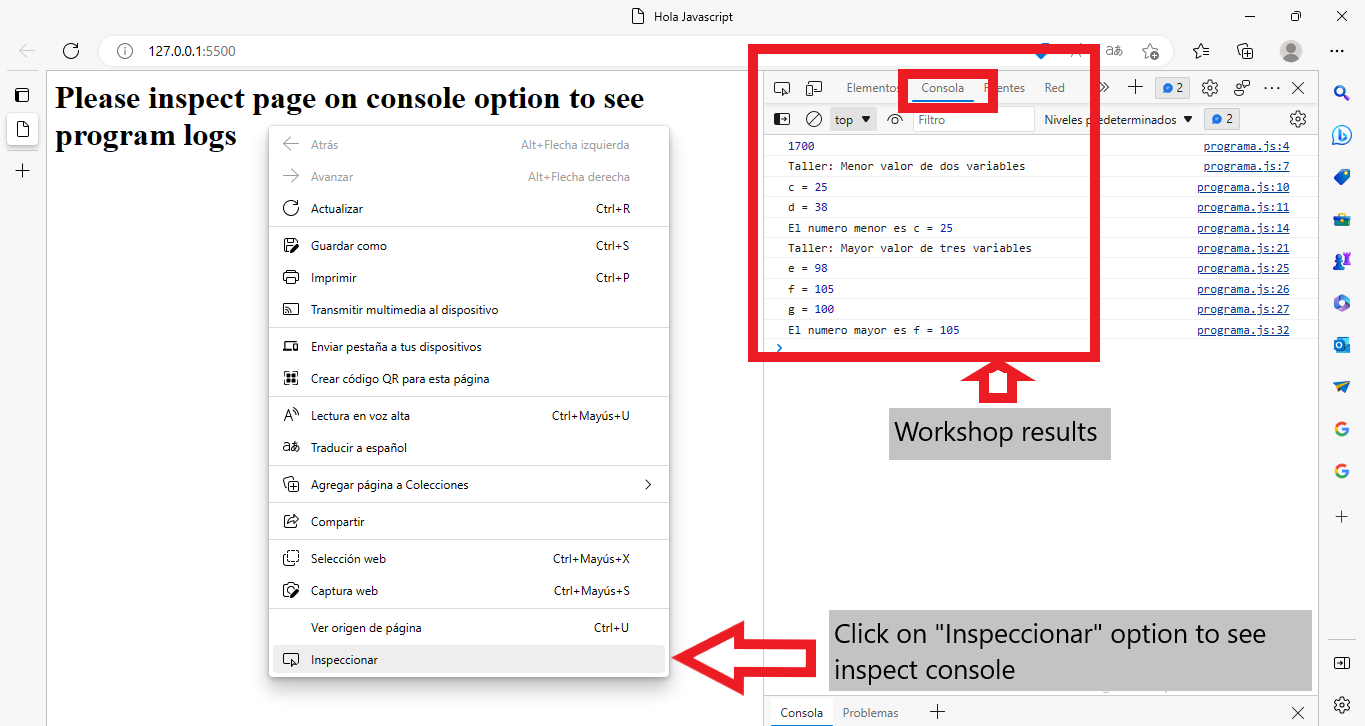 Hola Javascript
127.0.0.1:5500
aあ
Please inspect page on console option to see
program logs
Atrás Alt+Flecha izquierda
Avanzar Alt+Flecha derecha
Actualizar Ctrl+R
Guardar como Ctrl+S
Imprimir Ctrl+P
Transmitir multimedia al dispositivo
Enviar pestaña a tus dispositivos
Crear código QR para esta página
Lectura en voz alta Ctrl+Mayús+U
Traducir a español
Agregar página a Colecciones
Compartir
Selección web Ctrl+Mayús+X
Captura web Ctrl+Mayús+S
Ver origen de página Ctrl+U
Inspeccionar
Elementos Consola Fuentes Red 2
top Filtro Niveles predeterminados 2
1700 programa.js:4
Taller: Menor valor de dos variables programa.js:7
c = 25 programa.js:10
d = 38 programa.js:11
El numero menor es c = 25 programa.js:14
Taller: Mayor valor de tres variables programa.js:21
e = 98 programa.js:25
f = 105 programa.js:26
g = 100 programa.js:27
El numero mayor es f = 105 programa.js:32
Workshop results
Click on "Inspeccionar" option to see
inspect console
Consola Problemas